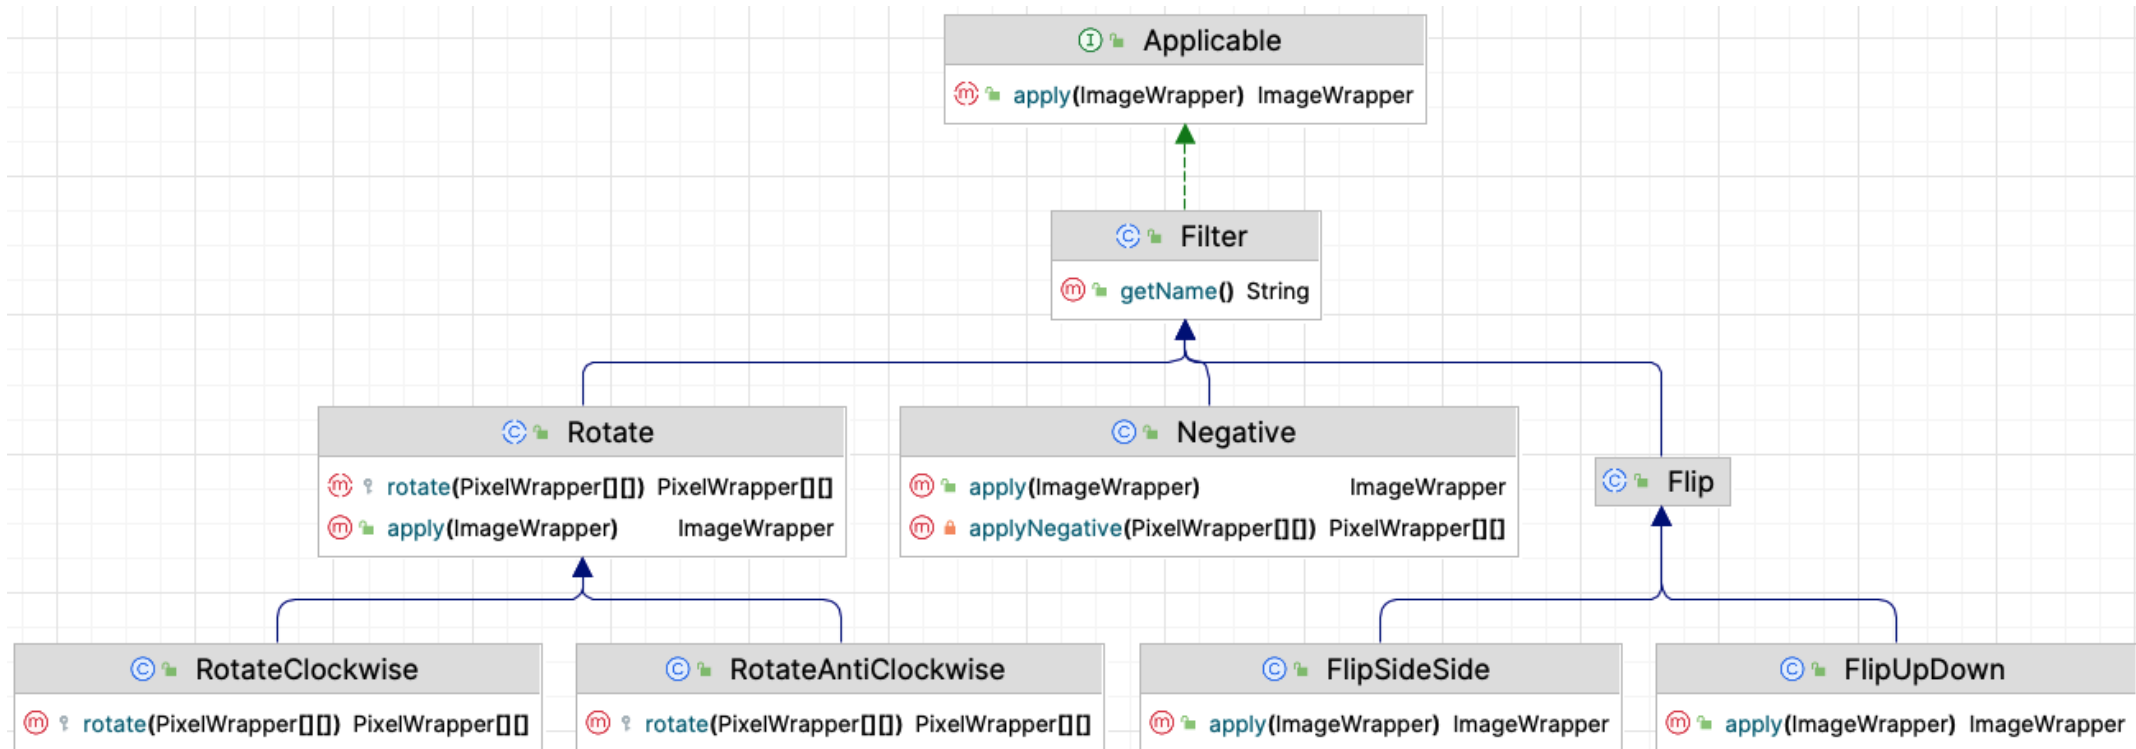 Applicable
apply(ImageWrapper) ImageWrapper
Filter
getName() String
Rotate
rotate(PixelWrapper[][]) PixelWrapper[][]
apply(ImageWrapper) ImageWrapper
Negative
apply(ImageWrapper) ImageWrapper
applyNegative(PixelWrapper[][]) PixelWrapper[][]
Flip
RotateClockwise
rotate(PixelWrapper[][]) PixelWrapper[][]
RotateAntiClockwise
rotate(PixelWrapper[][]) PixelWrapper[][]
FlipSideSide
apply(ImageWrapper) ImageWrapper
FlipUpDown
apply(ImageWrapper) ImageWrapper